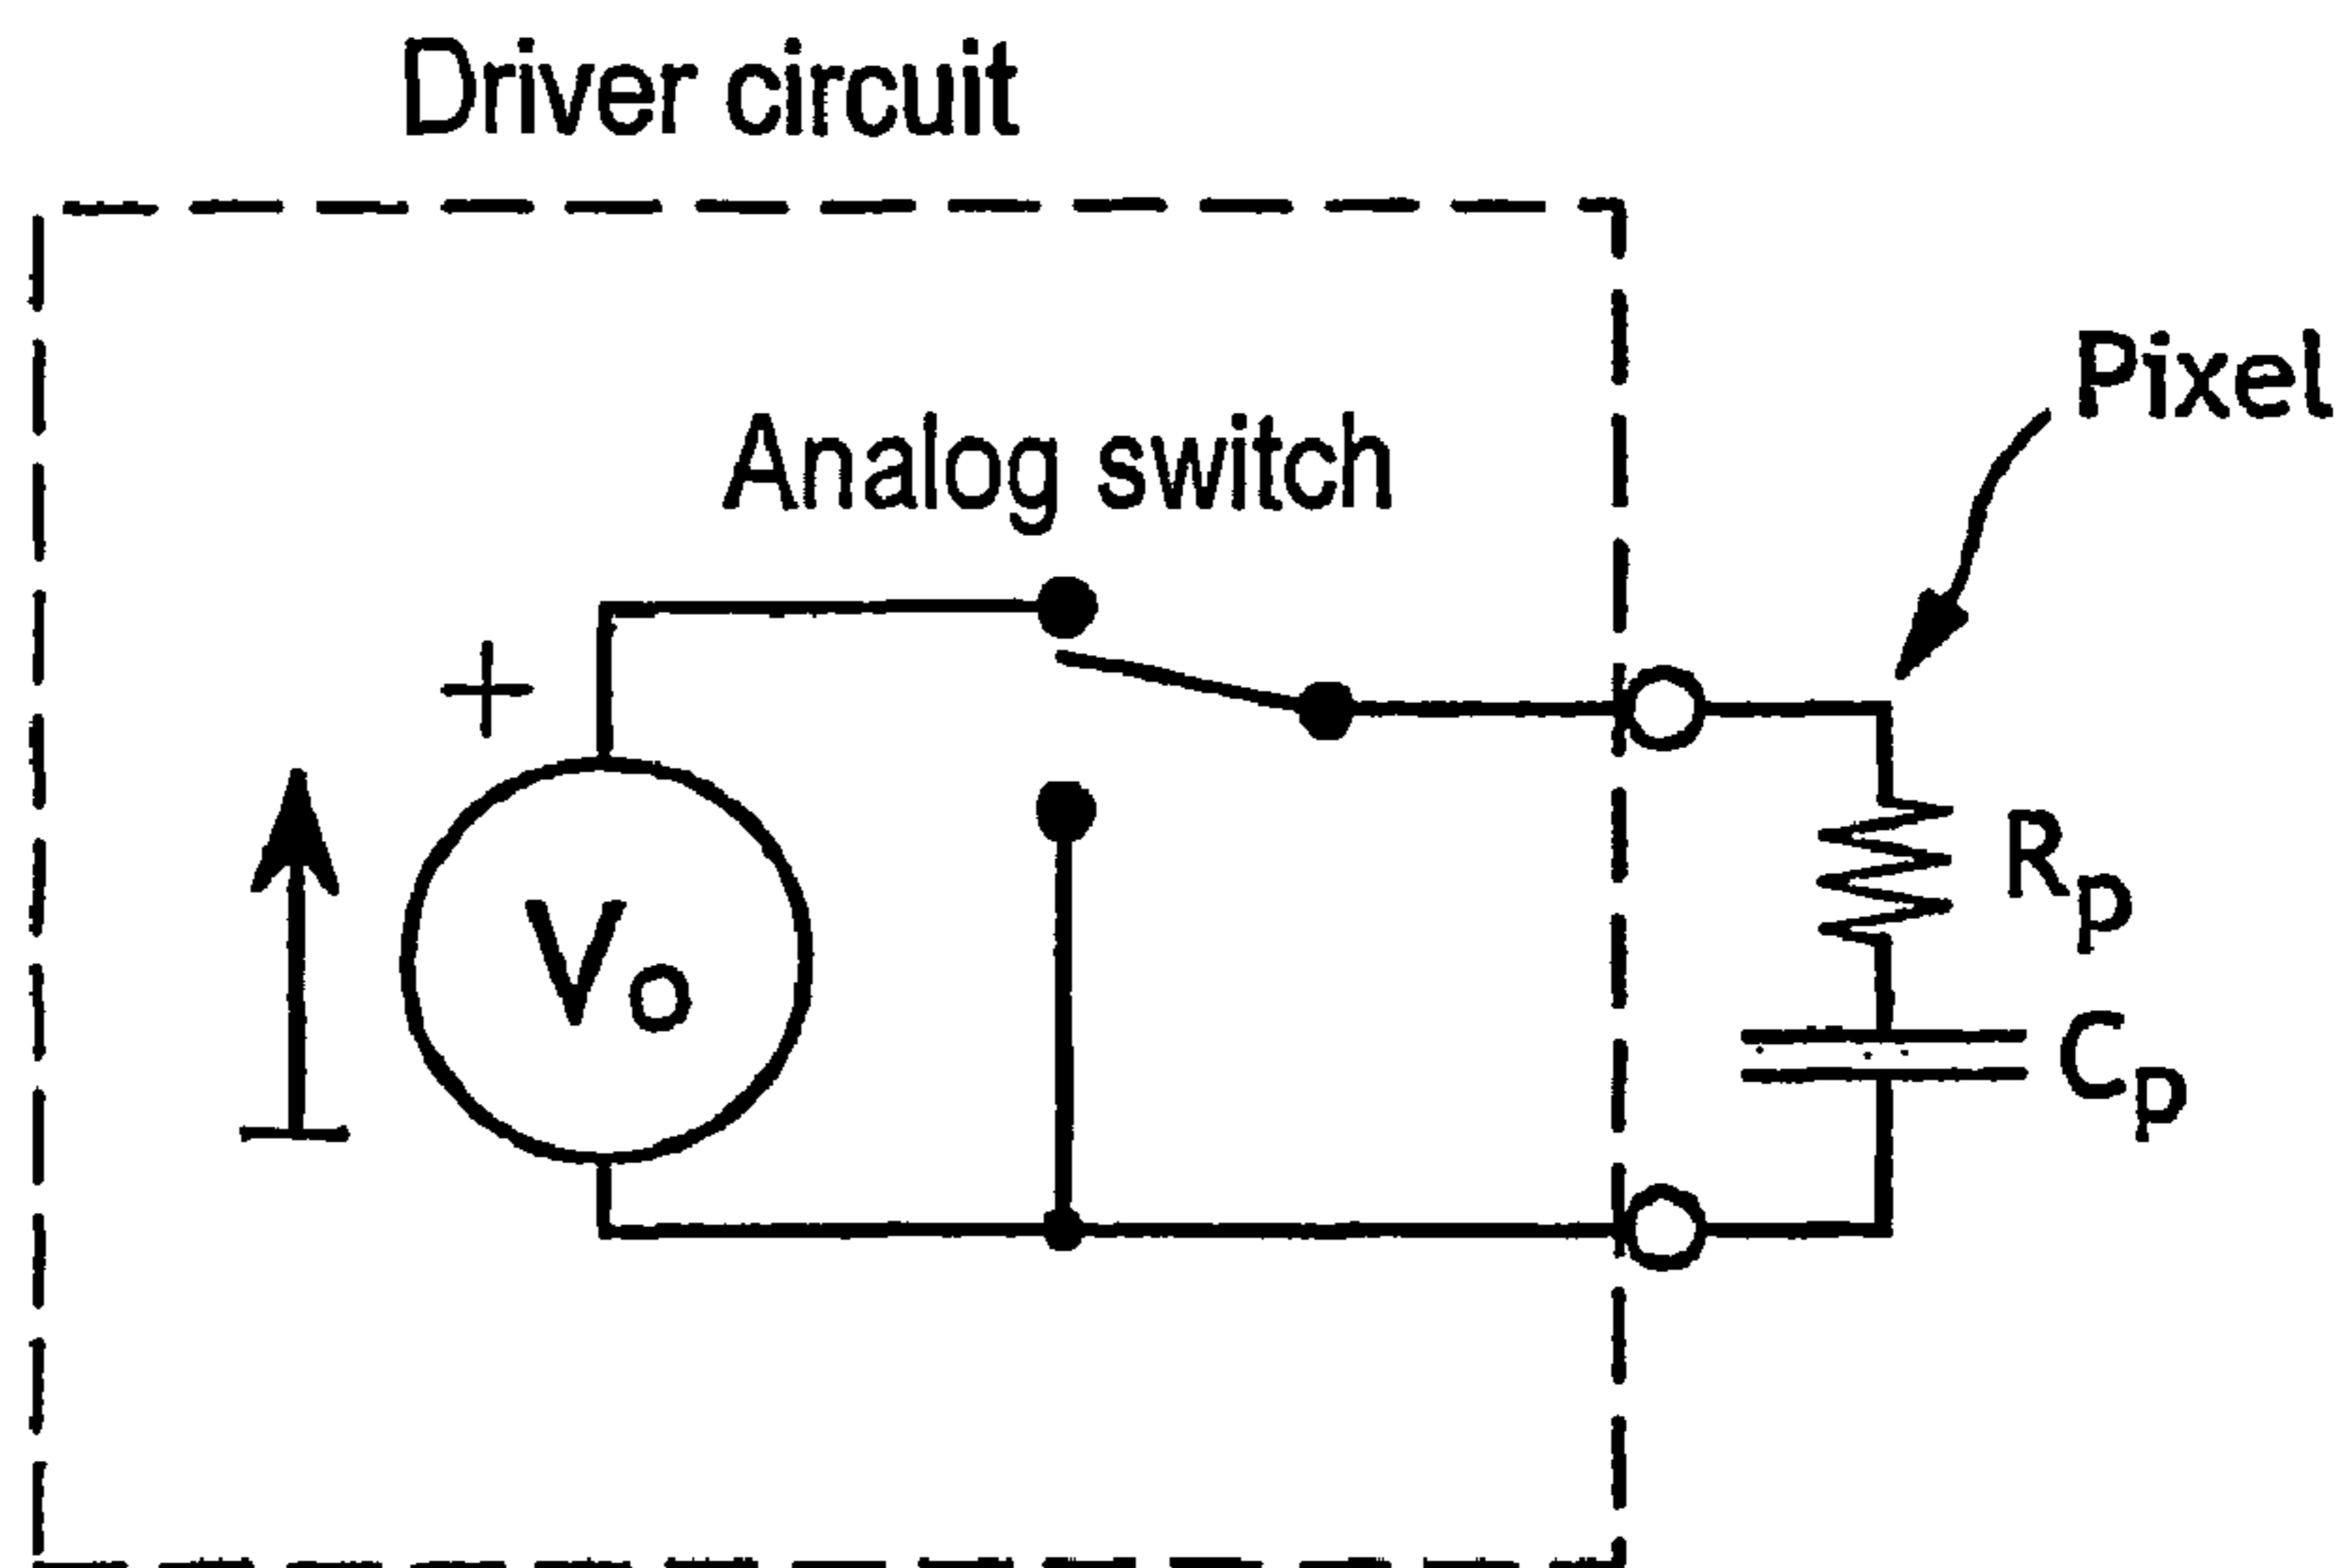 Driver circuit
Pixel
Analog switch
+
Vo
Rp
Cp